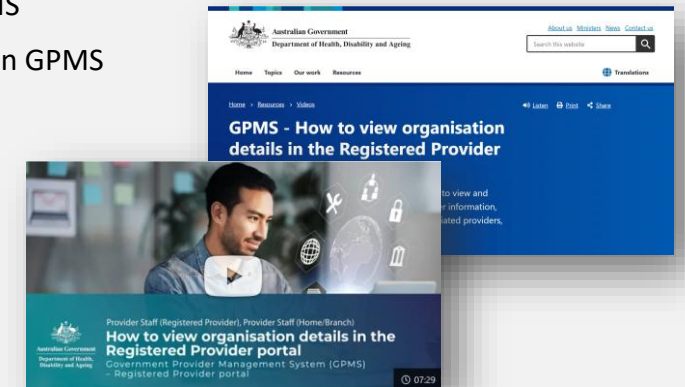 MS
n GPMS
Australian Government
Department of Health, Disability and Ageing
About us Ministers News Contact us
Search this website
Home Topics Our work Resources
Translations
Home > Resources > Videos
Listen Print Share
GPMS - How to view organisation
details in the Registered Provider
to view and
er information,
iated providers,
Provider Staff (Registered Provider), Provider Staff (Home/Branch)
How to view organisation details in the
Registered Provider portal
Government Provider Management System (GPMS)
– Registered Provider portal
Australian Government
Department of Health,
Disability and Ageing
07:29